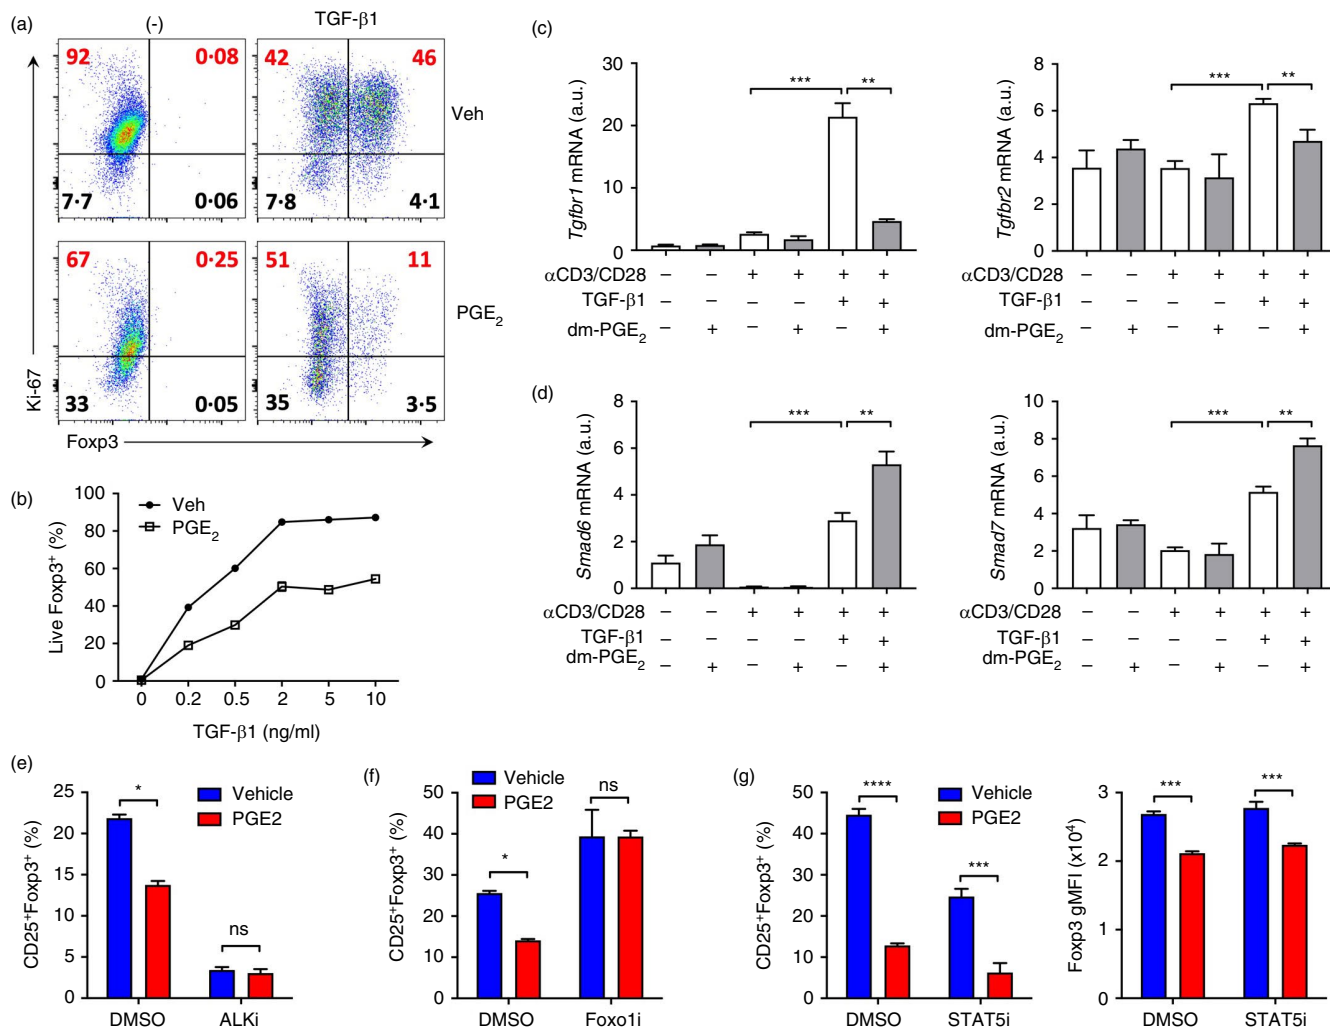 (a)
(-)
TGF-β1
92
0·08
7·7
0·06
42
46
7·8
4·1
Veh
67
0·25
33
0·05
51
11
35
3·5
PGE2
Ki-67
Foxp3
(b)
100
80
60
40
20
0
Live Foxp3+ (%)
Veh
PGE2
0 0.2 0.5 2 5 10
TGF-β1 (ng/ml)
(c)
30
20
10
0
Tgfbr1 mRNA (a.u.)
*** **
αCD3/CD28 – – + + + +
TGF-β1 – – – – + +
dm-PGE2 – + – + – +
8
6
4
2
0
Tgfbr2 mRNA (a.u.)
*** **
αCD3/CD28 – – + + + +
TGF-β1 – – – – + +
dm-PGE2 – + – + – +
(d)
8
6
4
2
0
Smad6 mRNA (a.u.)
*** **
αCD3/CD28 – – + + + +
TGF-β1 – – – – + +
dm-PGE2 – + – + – +
10
8
6
4
2
0
Smad7 mRNA (a.u.)
*** **
αCD3/CD28 – – + + + +
TGF-β1 – – – – + +
dm-PGE2 – + – + – +
(e)
25
20
15
10
5
0
CD25+Foxp3+ (%)
Vehicle
PGE2
*
ns
DMSO ALKi
(f)
50
40
30
20
10
0
CD25+Foxp3+ (%)
Vehicle
PGE2
*
ns
DMSO Foxo1i
(g)
50
40
30
20
10
0
CD25+Foxp3+ (%)
Vehicle
PGE2
****
***
DMSO STAT5i
3
2
1
0
Foxp3 gMFI (x104)
***
***
DMSO STAT5i